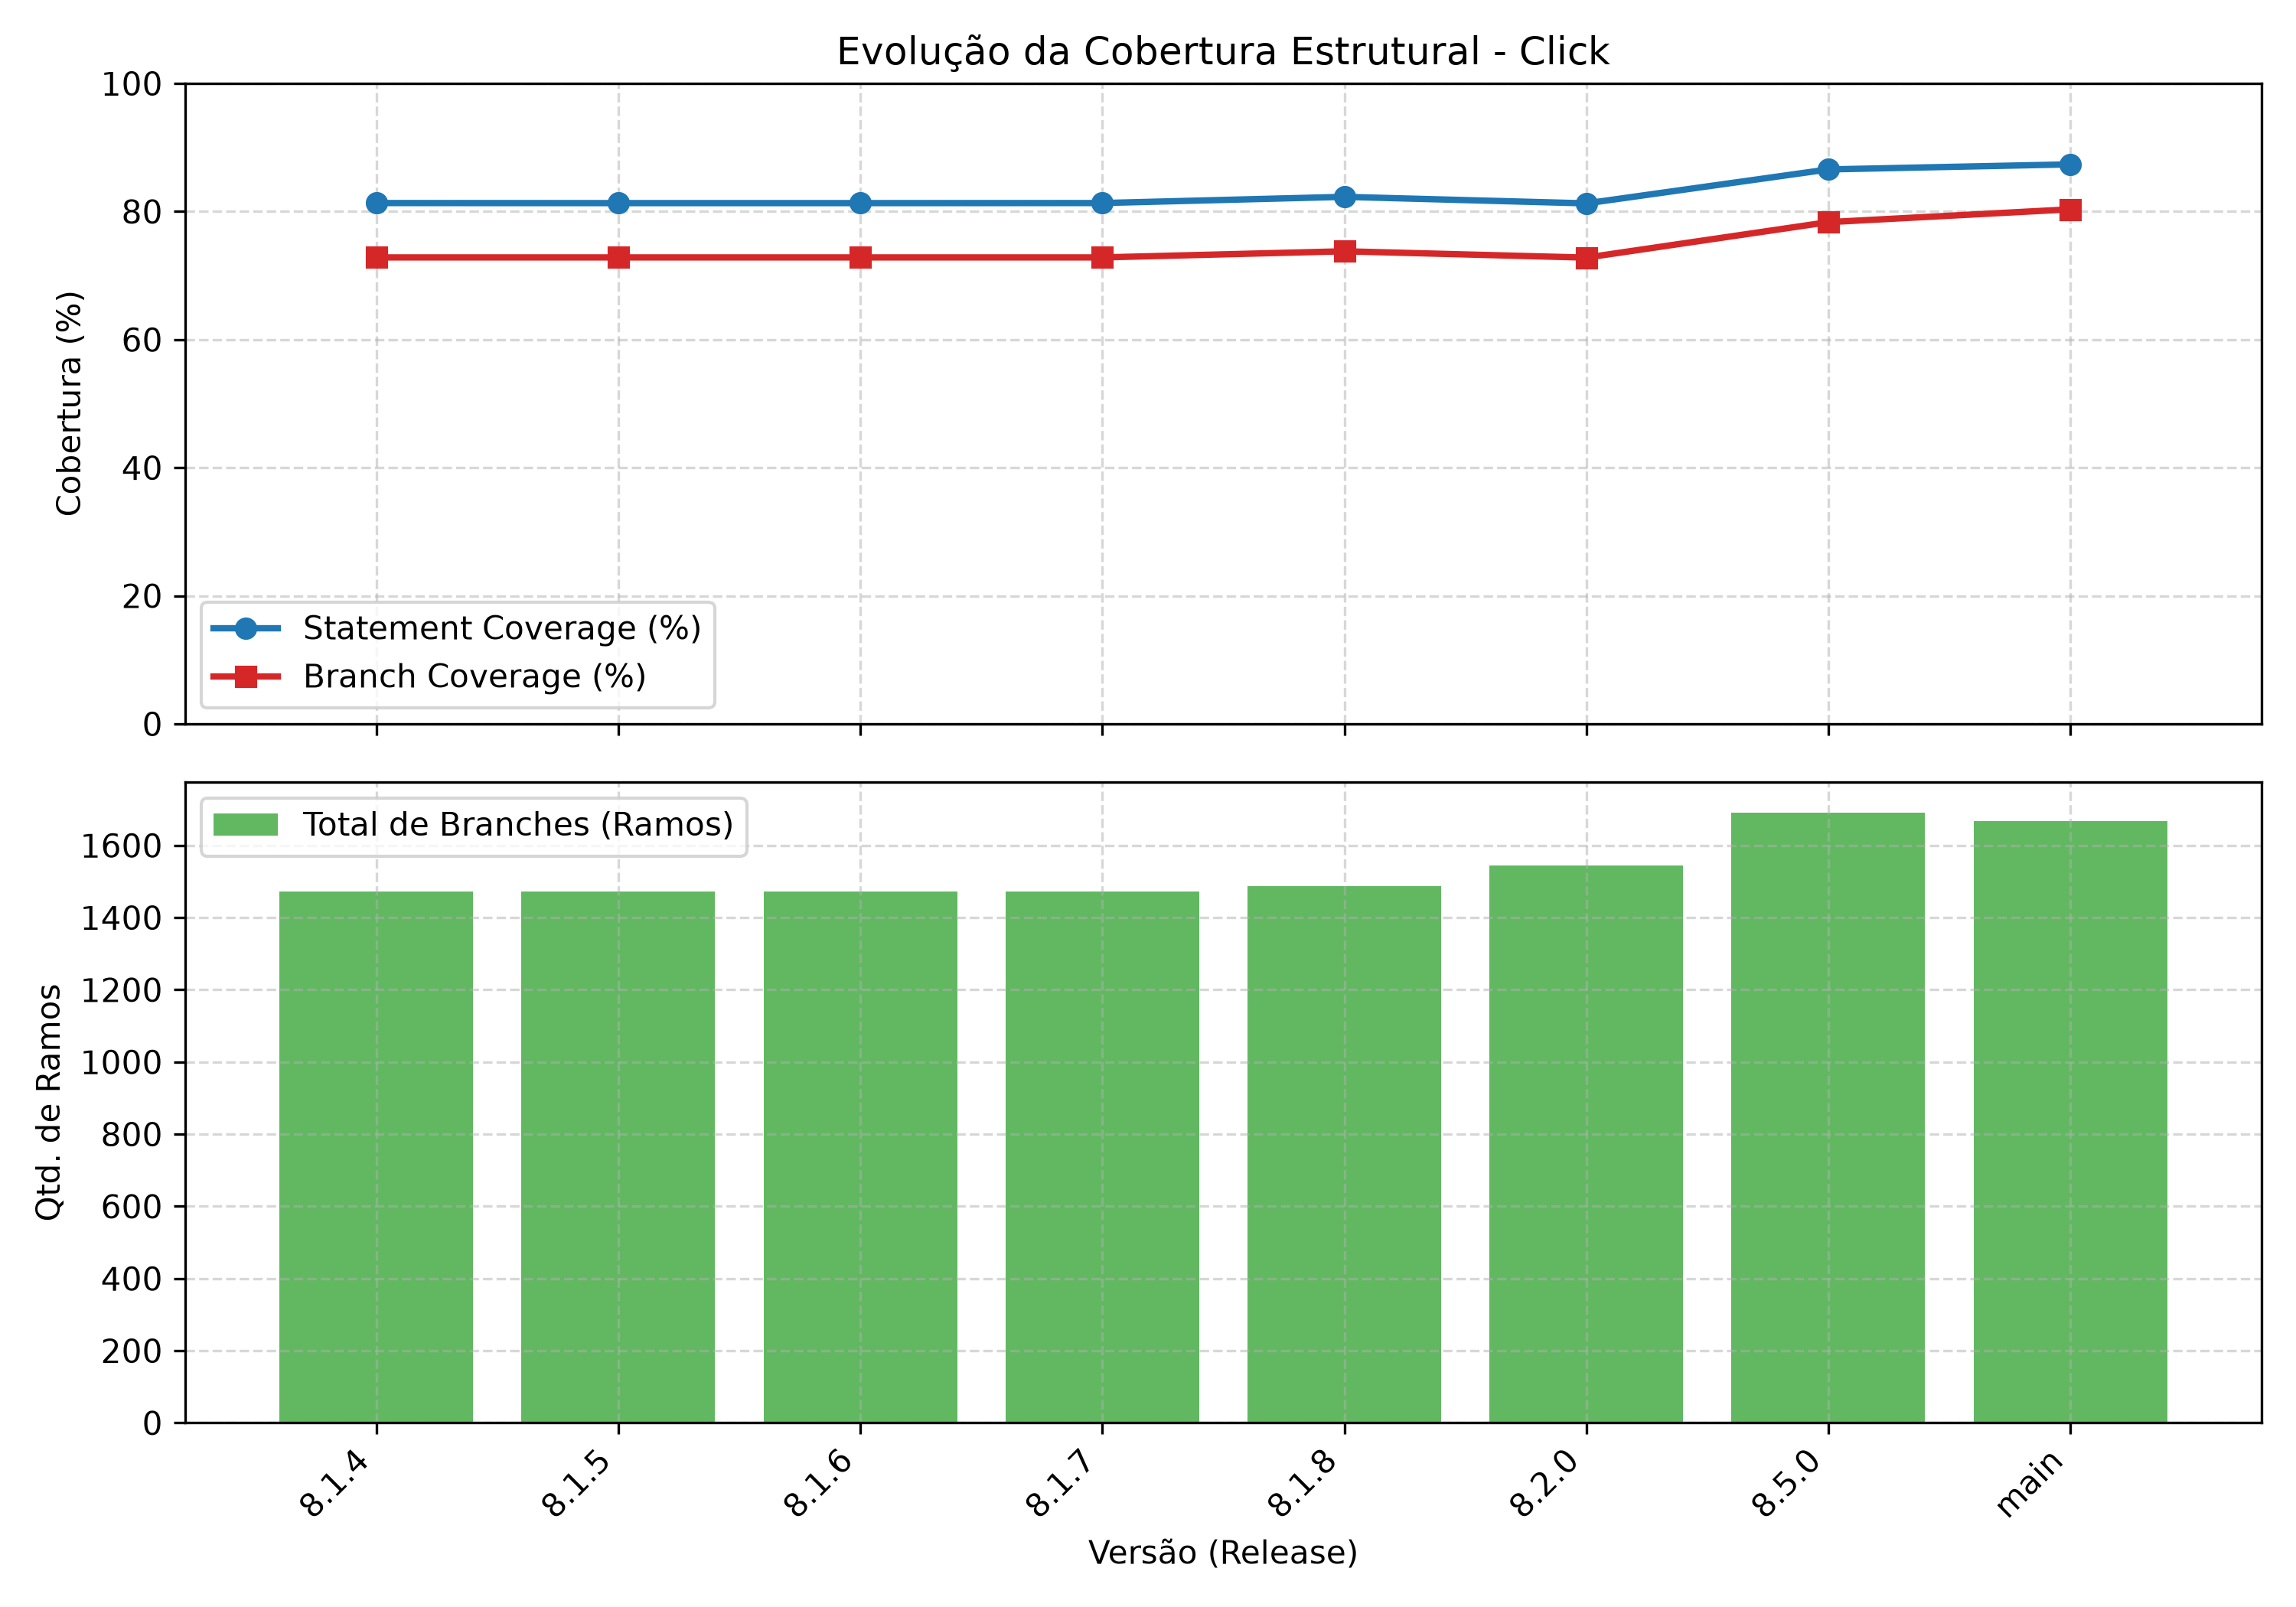 Evolução da Cobertura Estrutural - Click
100
80
60
40
20
0
Cobertura (%)
Statement Coverage (%)
Branch Coverage (%)
Total de Branches (Ramos)
1600
1400
1200
1000
800
600
400
200
0
Qtd. de Ramos
8.1.4
8.1.5
8.1.6
8.1.7
8.1.8
8.2.0
8.5.0
main
Versão (Release)